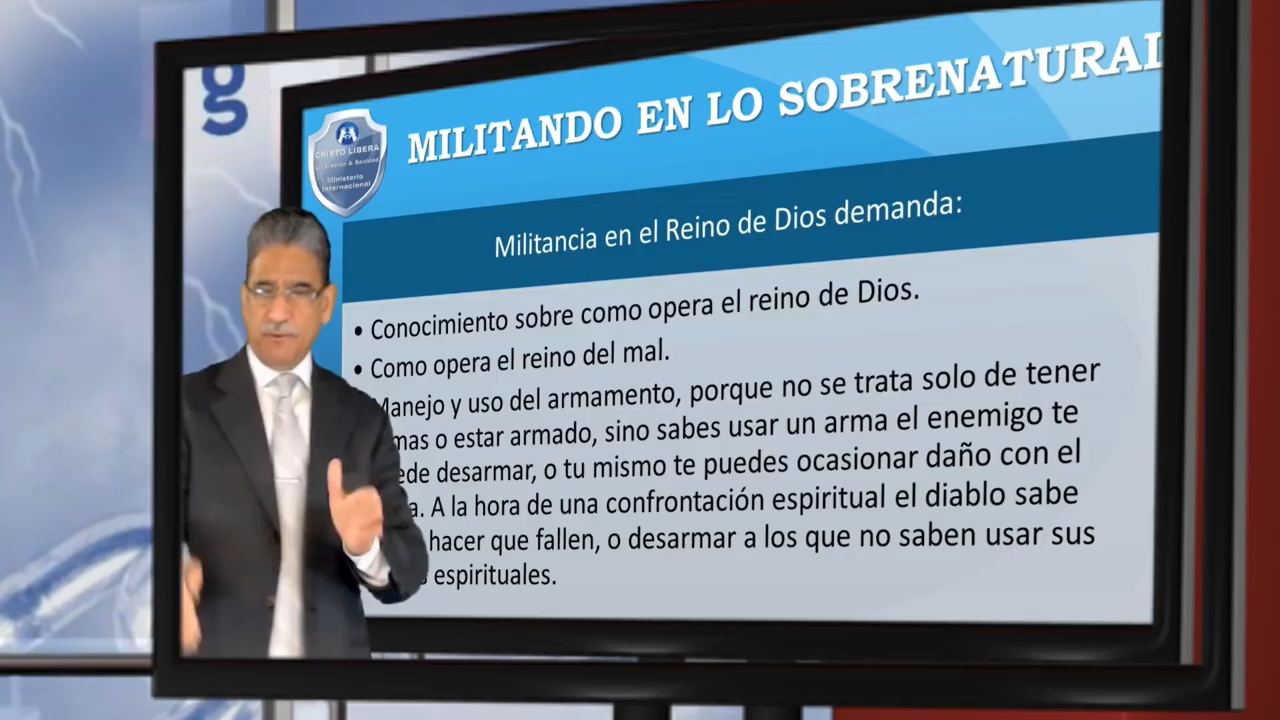 g
MILITANDO EN LO SOBRENATURAL
CRISTO LIBERA
Ministerio
Internacional
Militancia en el Reino de Dios demanda:
• Conocimiento sobre como opera el reino de Dios.
• Como opera el reino del mal.
Manejo y uso del armamento, porque no se trata solo de tener
mas o estar armado, sino sabes usar un arma el enemigo te
ede desarmar, o tu mismo te puedes ocasionar daño con el
a. A la hora de una confrontación espiritual el diablo sabe
hacer que fallen, o desarmar a los que no saben usar sus
espirituales.